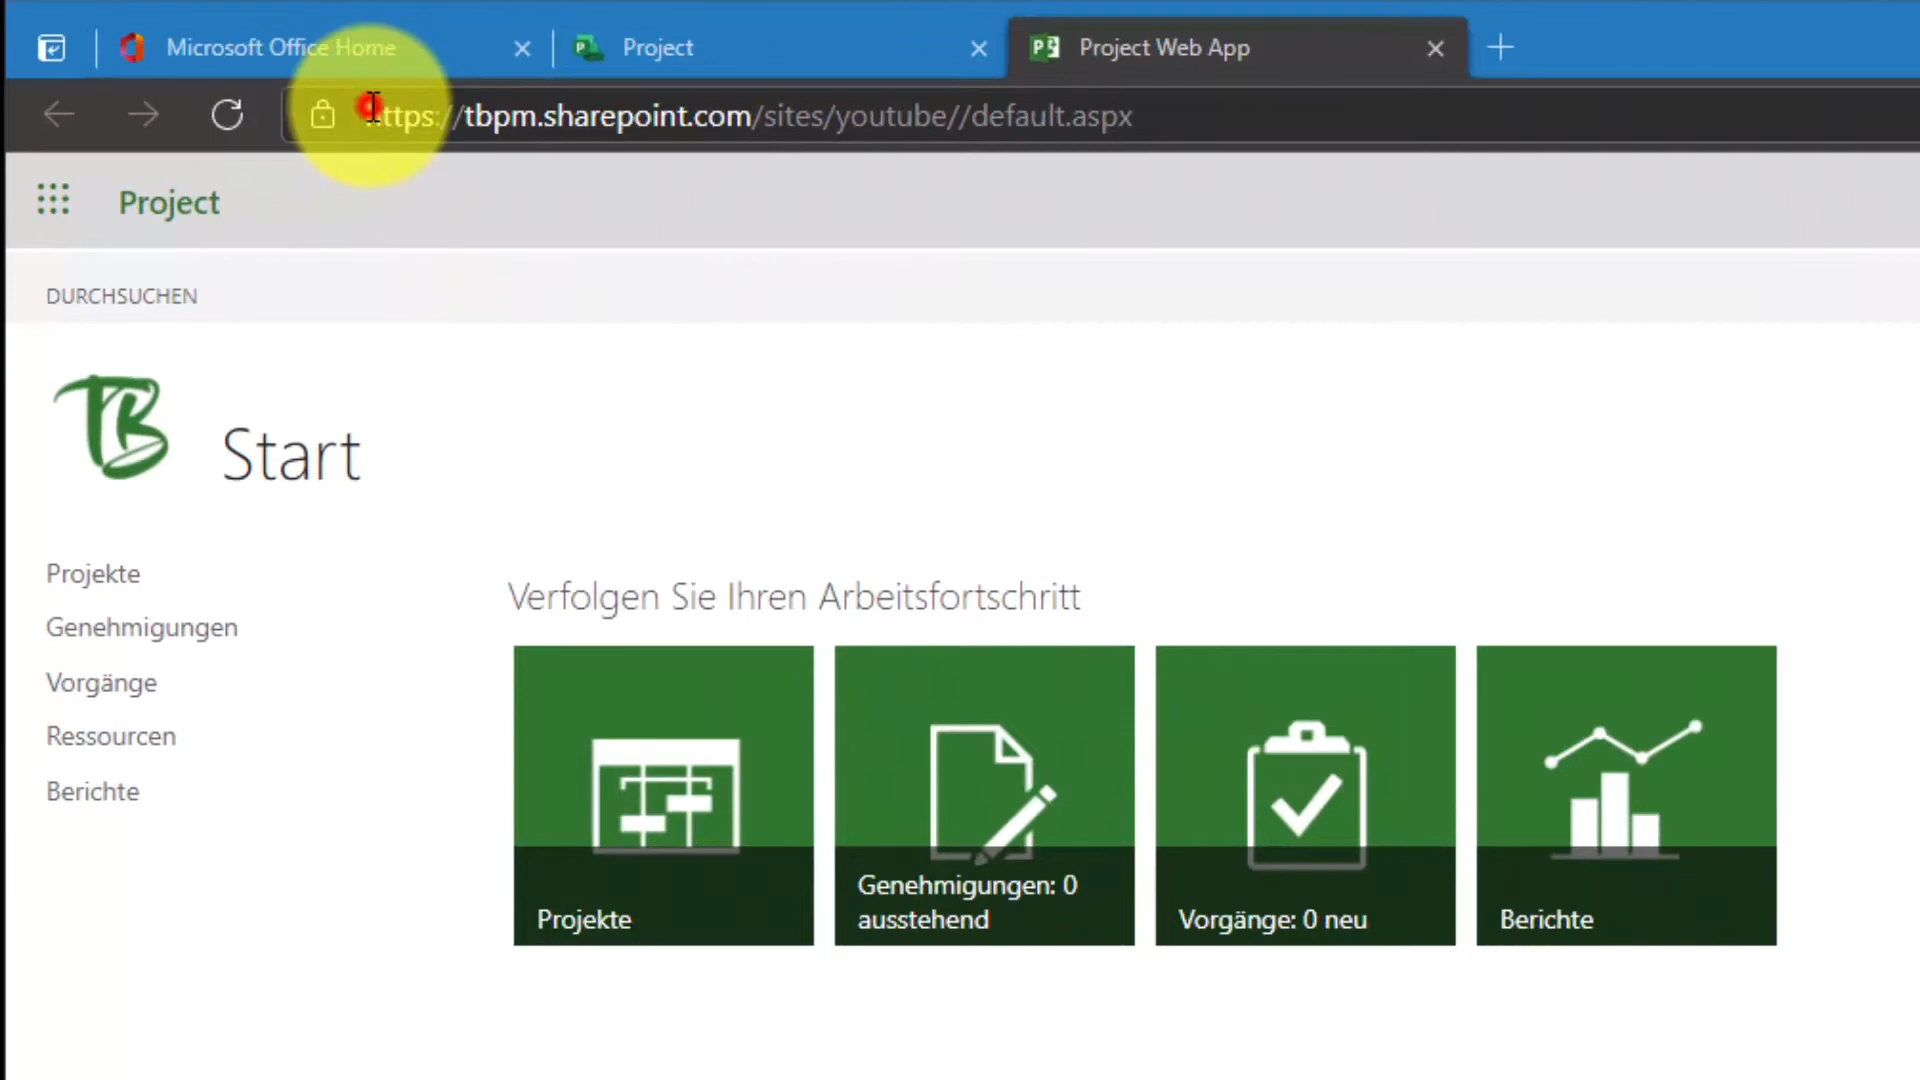 Microsoft Office Home
Project
Project Web App
https://tbpm.sharepoint.com/sites/youtube//default.aspx
Project
DURCHSUCHEN
TB
Start
Projekte
Genehmigungen
Vorgänge
Ressourcen
Berichte
Verfolgen Sie Ihren Arbeitsfortschritt
Projekte
Genehmigungen: 0
ausstehend
Vorgänge: 0 neu
Berichte